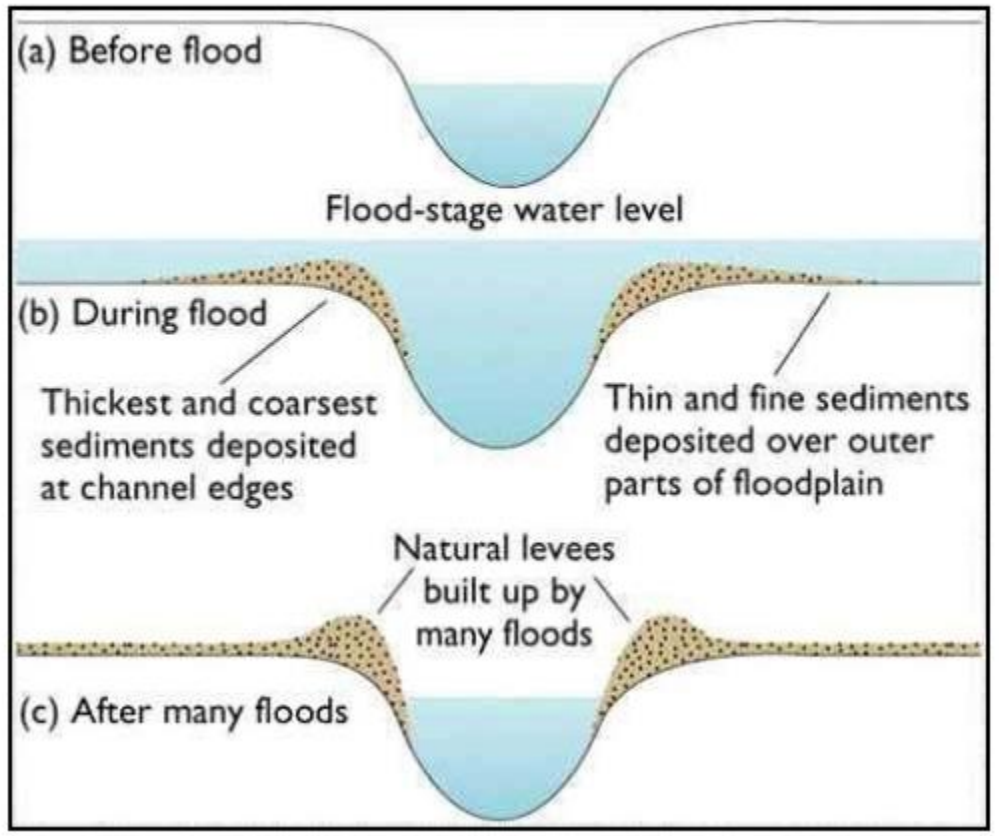 (a) Before flood
Flood-stage water level
(b) During flood
Thickest and coarsest
sediments deposited
at channel edges
Thin and fine sediments
deposited over outer
parts of floodplain
Natural levees
built up by
many floods
(c) After many floods